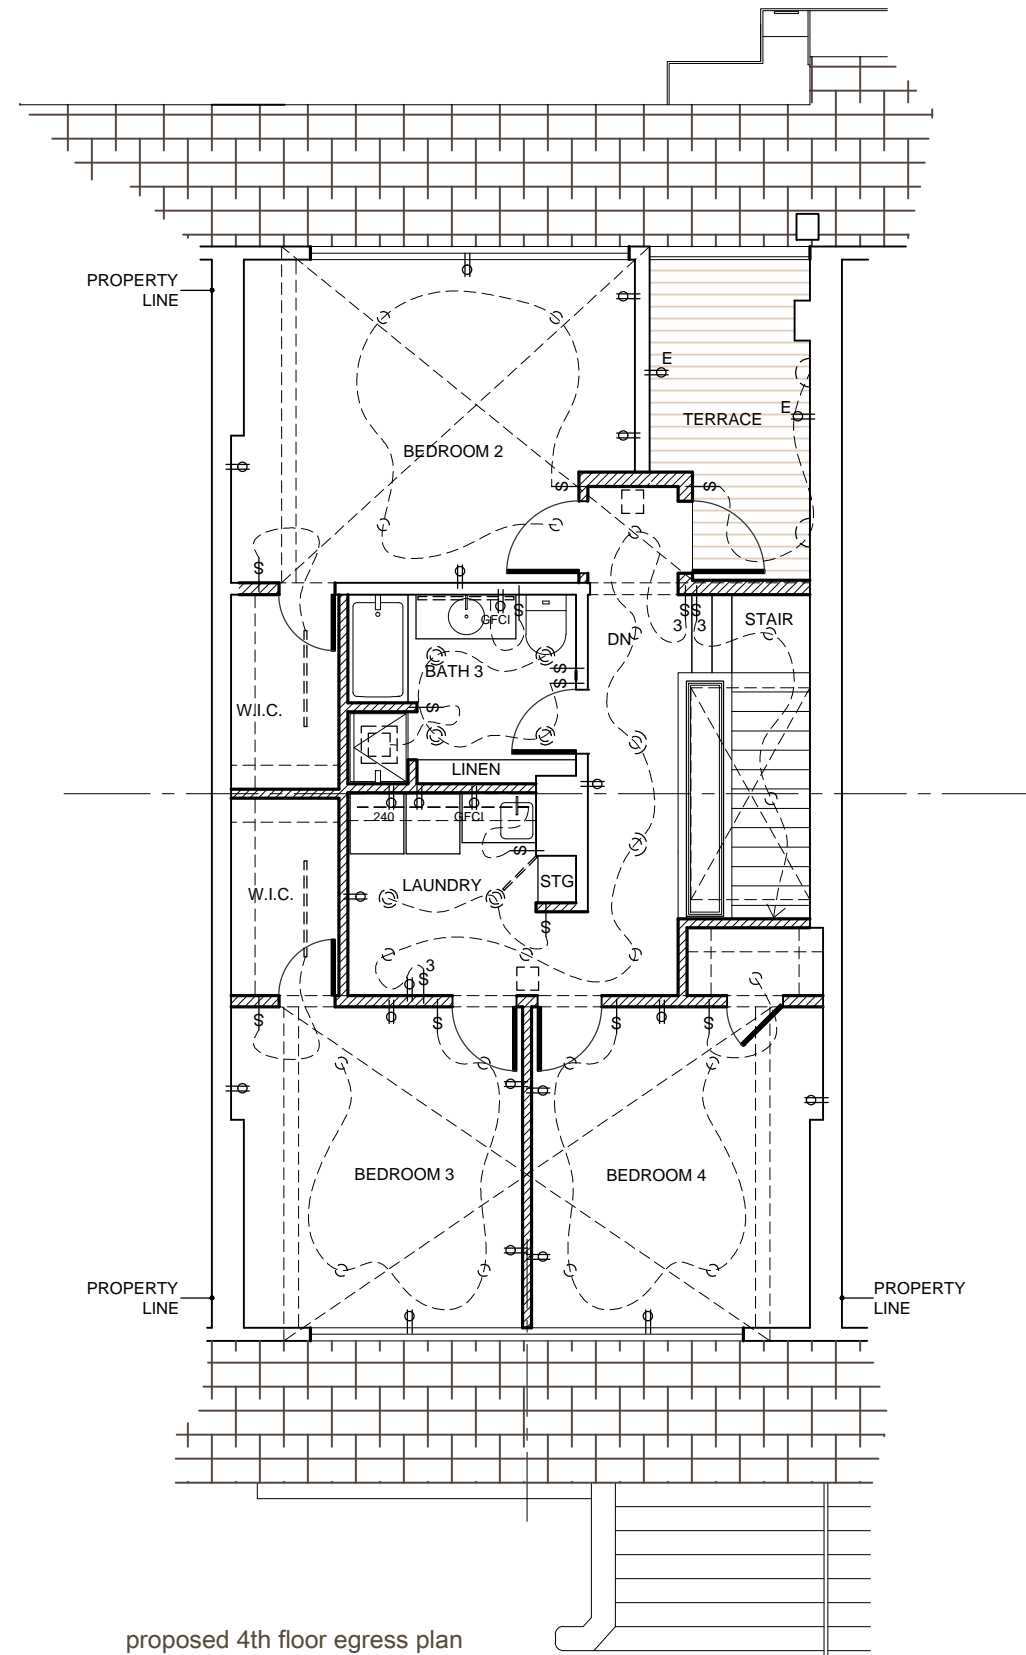 PROPERTY
LINE
E
TERRACE
E
BEDROOM 2
S
S
S
GFCI
S
S S
3 3
STAIR
DN
BATH 3
S
S
W.I.C.
S
LINEN
240
GFCI
S
W.I.C.
LAUNDRY
STG
S
3
S
S
S
S
S
BEDROOM 3
BEDROOM 4
PROPERTY
LINE
PROPERTY
LINE
proposed 4th floor egress plan